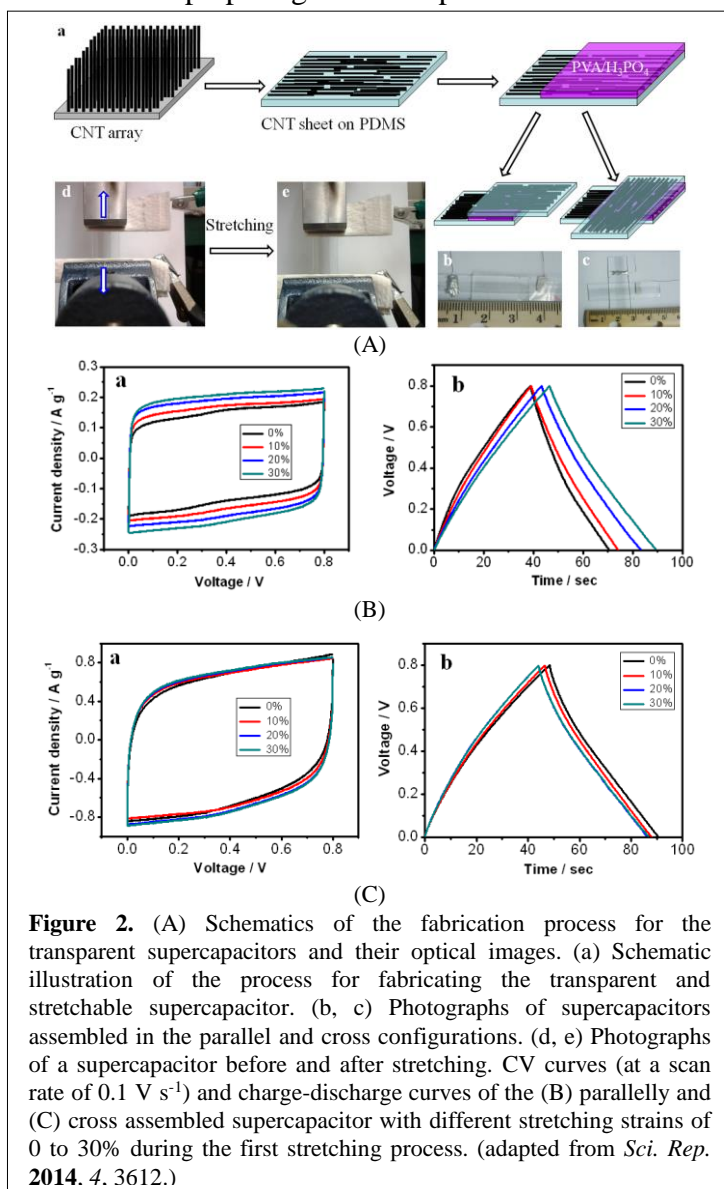 a
PVA/H₃PO₄
CNT array
CNT sheet on PDMS
d
e
Stretching
b
c
1 2 3 4
(A)
a
b
0.3
0.2
0.1
0.0
-0.1
-0.2
-0.3
Current density / A g⁻¹
0%
10%
20%
30%
0.0 0.2 0.4 0.6 0.8
Voltage / V
0.8
0.6
0.4
0.2
0.0
Voltage / V
0%
10%
20%
30%
0 20 40 60 80 100
Time / sec
(B)
a
b
0.8
0.4
0.0
-0.4
-0.8
Current density / A g⁻¹
0%
10%
20%
30%
0.0 0.2 0.4 0.6 0.8
Voltage / V
0.8
0.6
0.4
0.2
0.0
Voltage / V
0%
10%
20%
30%
0 20 40 60 80 100
Time / sec
(C)
Figure 2. (A) Schematics of the fabrication process for the
transparent supercapacitors and their optical images. (a) Schematic
illustration of the process for fabricating the transparent and
stretchable supercapacitor. (b, c) Photographs of supercapacitors
assembled in the parallel and cross configurations. (d, e) Photographs
of a supercapacitor before and after stretching. CV curves (at a scan
rate of 0.1 V s⁻¹) and charge-discharge curves of the (B) parallelly and
(C) cross assembled supercapacitor with different stretching strains of
0 to 30% during the first stretching process. (adapted from Sci. Rep.
2014, 4, 3612.)